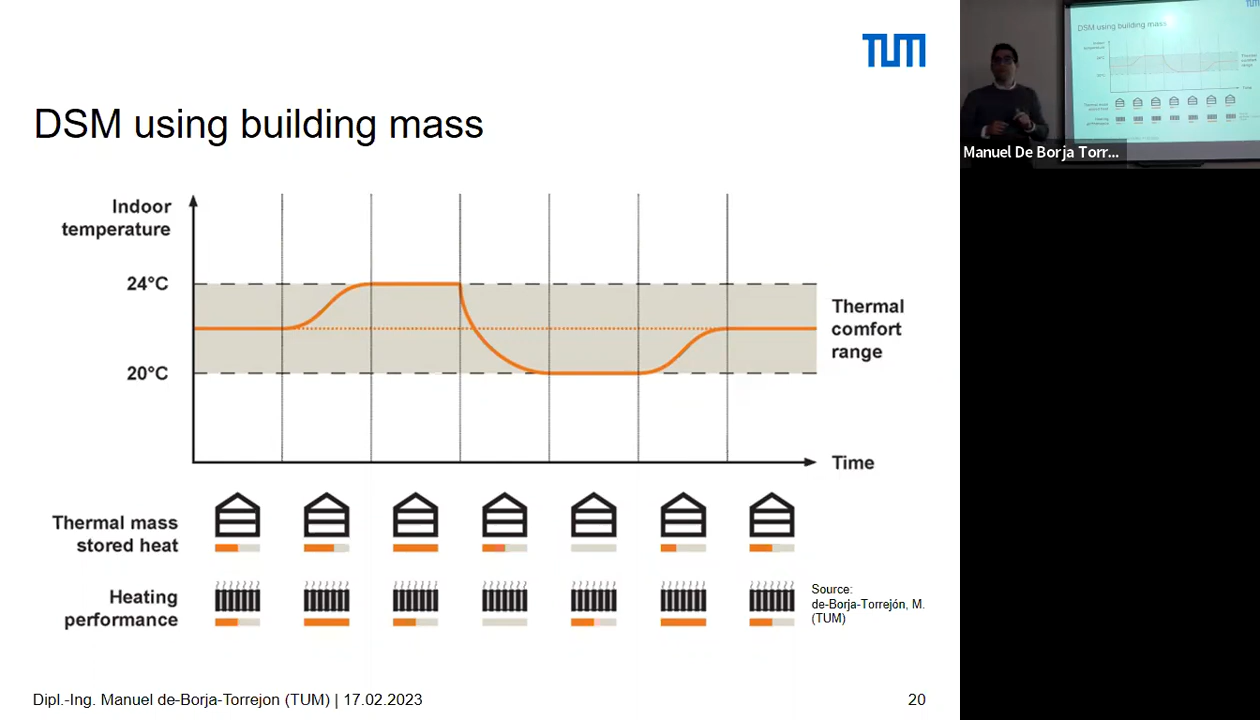 TUM
DSM using building mass
Indoor
temperature
24°C
20°C
Thermal
comfort
range
Time
Thermal mass
stored heat
Heating
performance
Source:
de-Borja-Torrejón, M.
(TUM)
Dipl.-Ing. Manuel de-Borja-Torrejon (TUM) | 17.02.2023
20
DSM using building mass
Manuel De Borja Torr...